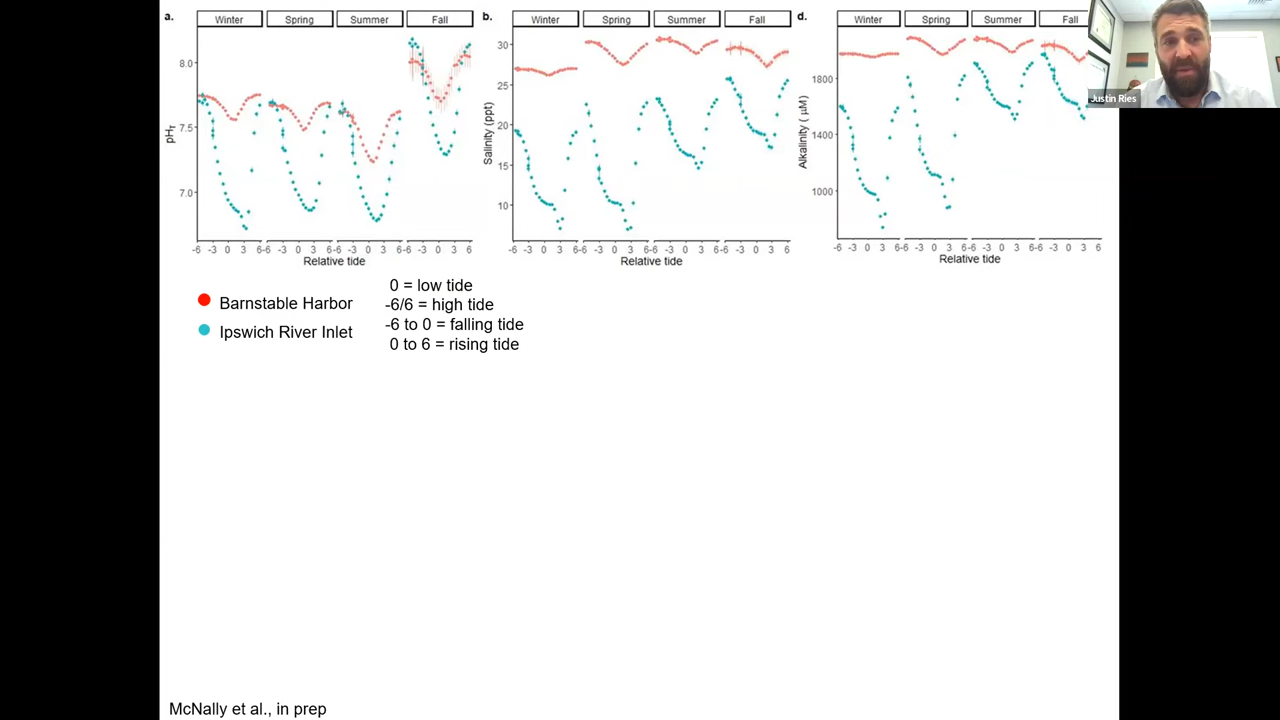 a.
Winter Spring Summer Fall
8.0
7.5
7.0
pHT
-6 -3 0 3 6-6 -3 0 3 6-6 -3 0 3 6-6 -3 0 3 6
Relative tide
b.
Winter Spring Summer Fall
30
25
20
15
10
Salinity (ppt)
-6 -3 0 3 6-6 -3 0 3 6-6 -3 0 3 6-6 -3 0 3 6
Relative tide
d.
Winter Spring Summer Fall
1800
1400
1000
Alkalinity ( µM)
-6 -3 0 3 6-6 -3 0 3 6-6 -3 0 3 6-6 -3 0 3 6
Relative tide
Justin Ries
Barnstable Harbor
Ipswich River Inlet
0 = low tide
-6/6 = high tide
-6 to 0 = falling tide
0 to 6 = rising tide
McNally et al., in prep